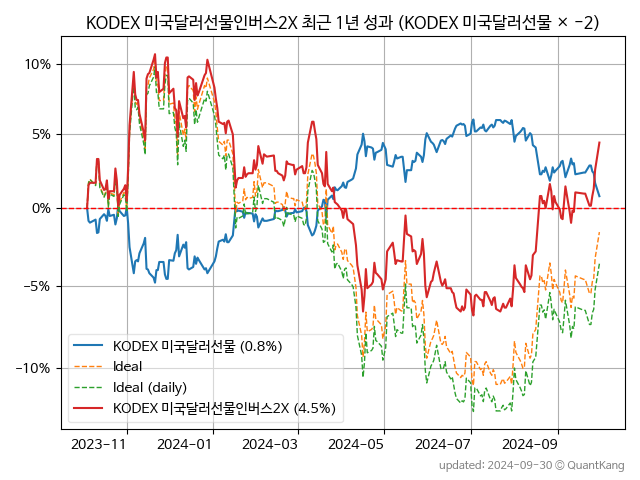 KODEX 미국달러선물인버스2X 최근 1년 성과 (KODEX 미국달러선물 × −2)
10%
5%
0%
−5%
−10%
KODEX 미국달러선물 (0.8%)
Ideal
Ideal (daily)
KODEX 미국달러선물인버스2X (4.5%)
2023-11 2024-01 2024-03 2024-05 2024-07 2024-09
updated: 2024-09-30 © QuantKang